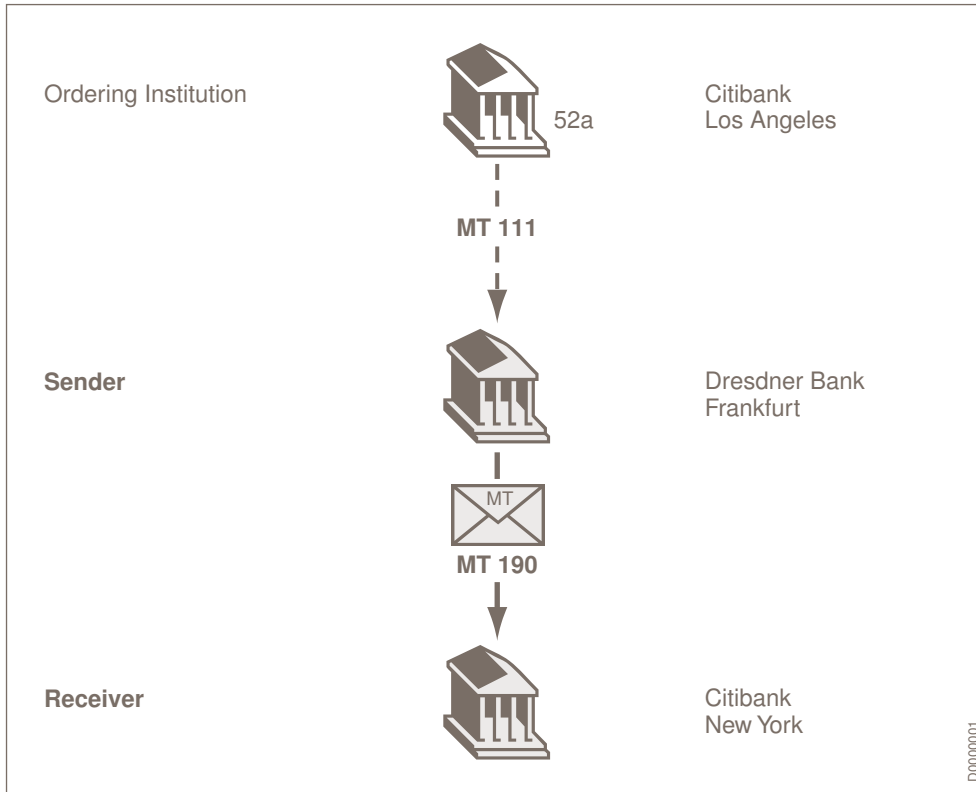 Ordering Institution
52a
Citibank
Los Angeles
MT 111
Sender
Dresdner Bank
Frankfurt
MT
MT 190
Receiver
Citibank
New York
D0000001